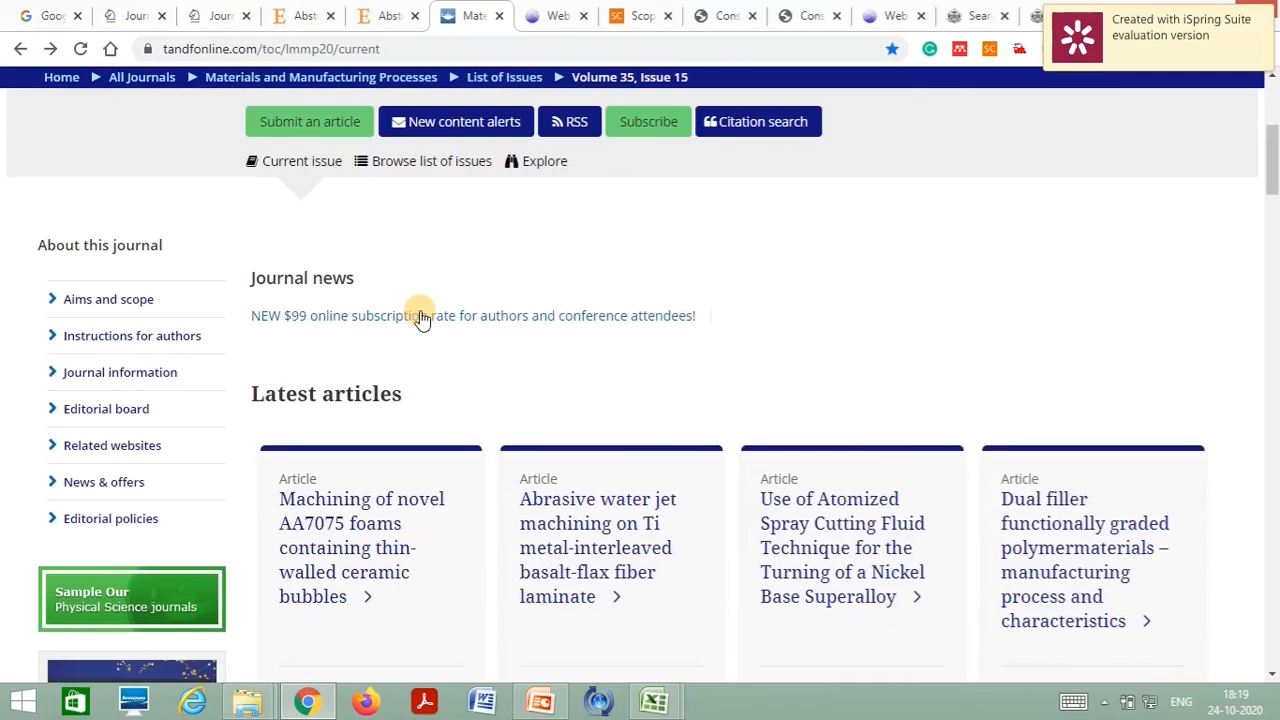 Goo
Journ
Journ
Abst
Abst
Mate
Web
Scop
Cons
Cons
Web
Sear
Created with iSpring Suite
evaluation version
tandfonline.com/toc/lmmp20/current
Home
All Journals
Materials and Manufacturing Processes
List of Issues
Volume 35, Issue 15
Submit an article
New content alerts
RSS
Subscribe
Citation search
Current issue
Browse list of issues
Explore
About this journal
Aims and scope
Instructions for authors
Journal information
Editorial board
Related websites
News & offers
Editorial policies
Sample Our
Physical Science journals
Journal news
NEW $99 online subscription rate for authors and conference attendees!
Latest articles
Article
Machining of novel
AA7075 foams
containing thin-
walled ceramic
bubbles
Article
Abrasive water jet
machining on Ti
metal-interleaved
basalt-flax fiber
laminate
Article
Use of Atomized
Spray Cutting Fluid
Technique for the
Turning of a Nickel
Base Superalloy
Article
Dual filler
functionally graded
polymermaterials –
manufacturing
process and
characteristics
ENG
18:19
24-10-2020